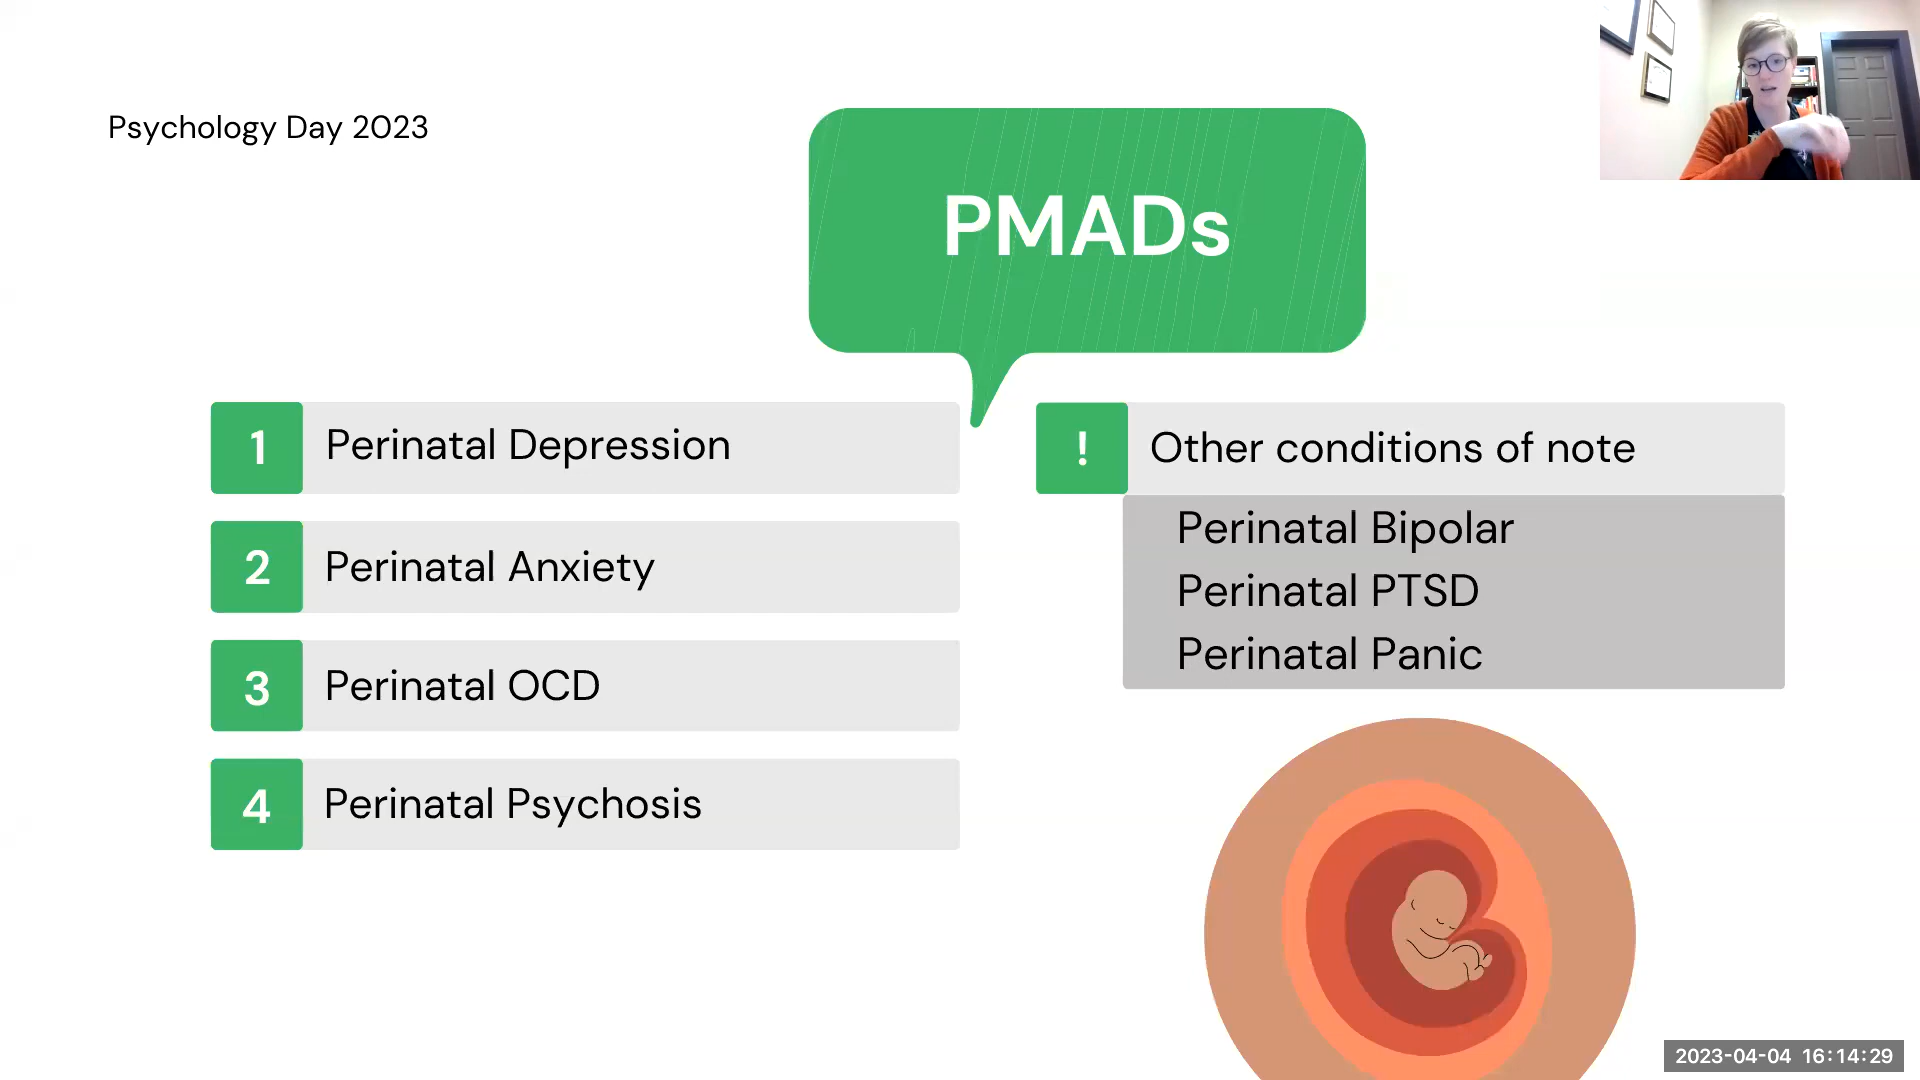 Psychology Day 2023
PMADs
1 Perinatal Depression
2 Perinatal Anxiety
3 Perinatal OCD
4 Perinatal Psychosis
! Other conditions of note
Perinatal Bipolar
Perinatal PTSD
Perinatal Panic
2023-04-04 16:14:29